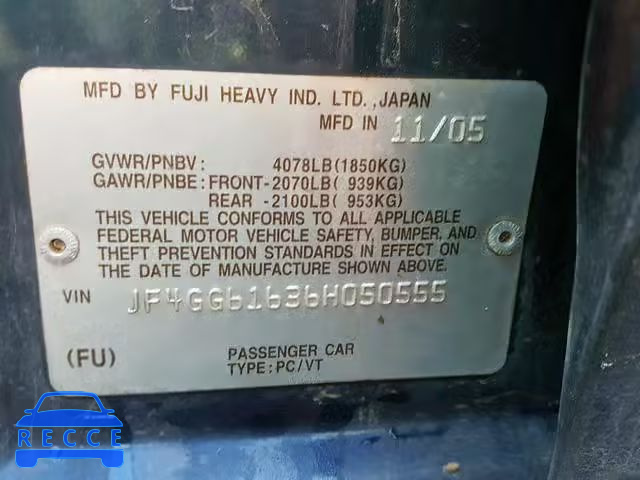 MFD BY FUJI HEAVY IND. LTD., JAPAN
MFD IN 11/05
GVWR/PNBV: 4078LB(1850KG)
GAWR/PNBE: FRONT-2070LB( 939KG)
REAR -2100LB( 953KG)
THIS VEHICLE CONFORMS TO ALL APPLICABLE
FEDERAL MOTOR VEHICLE SAFETY, BUMPER, AND
THEFT PREVENTION STANDARDS IN EFFECT ON
THE DATE OF MANUFACTURE SHOWN ABOVE.
VIN JF4GG61636H050555
(FU) PASSENGER CAR
TYPE: PC/VT
RECCE